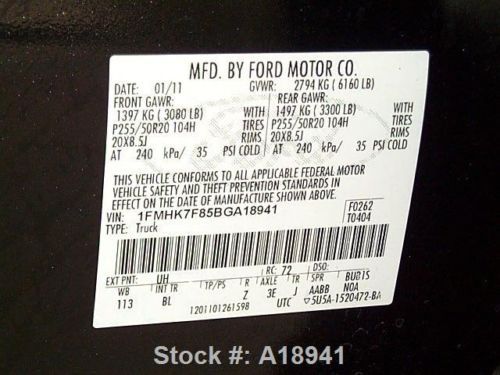 MFD. BY FORD MOTOR CO.
DATE: 01/11 GVWR: 2794 KG ( 6160 LB)
FRONT GAWR: REAR GAWR:
1397 KG ( 3080 LB) WITH 1497 KG ( 3300 LB) WITH
P255/50R20 104H TIRES P255/50R20 104H TIRES
20X8.5J RIMS 20X8.5J RIMS
AT 240 kPa/ 35 PSI COLD AT 240 kPa/ 35 PSI COLD
THIS VEHICLE CONFORMS TO ALL APPLICABLE FEDERAL MOTOR
VEHICLE SAFETY AND THEFT PREVENTION STANDARDS IN
EFFECT ON THE DATE OF MANUFACTURE SHOWN ABOVE.
VIN: 1FMHK7F85BGA18941 F0262
TYPE: Truck T0404
EXT PNT: UH RC: 72 DSO:
WB INT TR TP/PS R AXLE TR SPR BUBIS
113 BL Z 3E J AABB NOA
1201101261598 UTC ▽5U5A-1520472-BA
Stock #: A18941